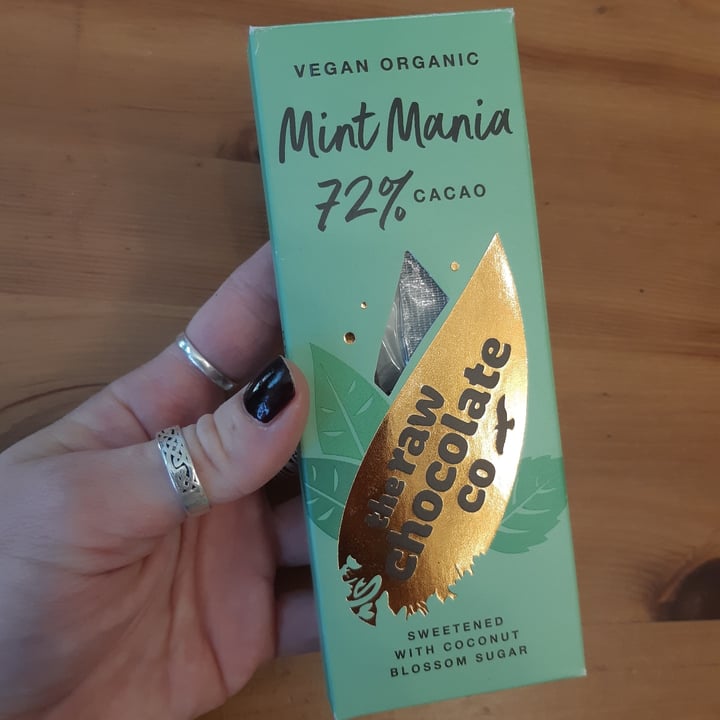 VEGAN ORGANIC
Mint Mania
72% CACAO
the raw
chocolate
co
SWEETENED
WITH COCONUT
BLOSSOM SUGAR